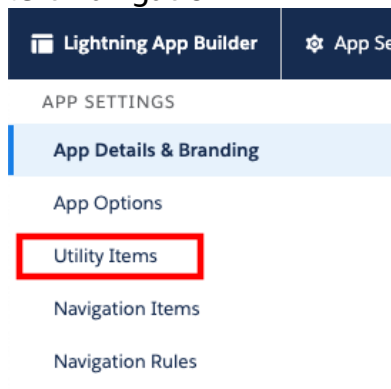 Lightning App Builder
App Se
APP SETTINGS
App Details & Branding
App Options
Utility Items
Navigation Items
Navigation Rules